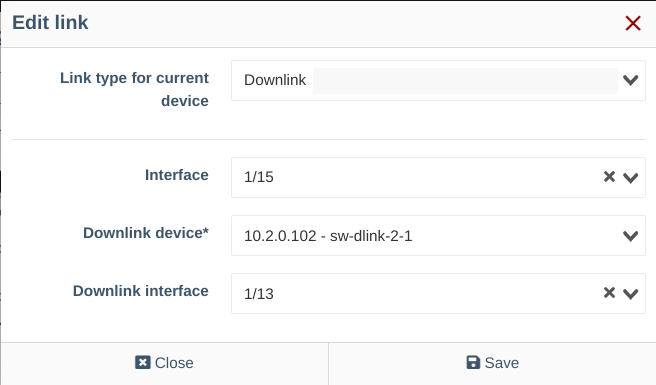 Edit link
Link type for current
device
Downlink
Interface
1/15
Downlink device*
10.2.0.102 - sw-dlink-2-1
Downlink interface
1/13
Close
Save